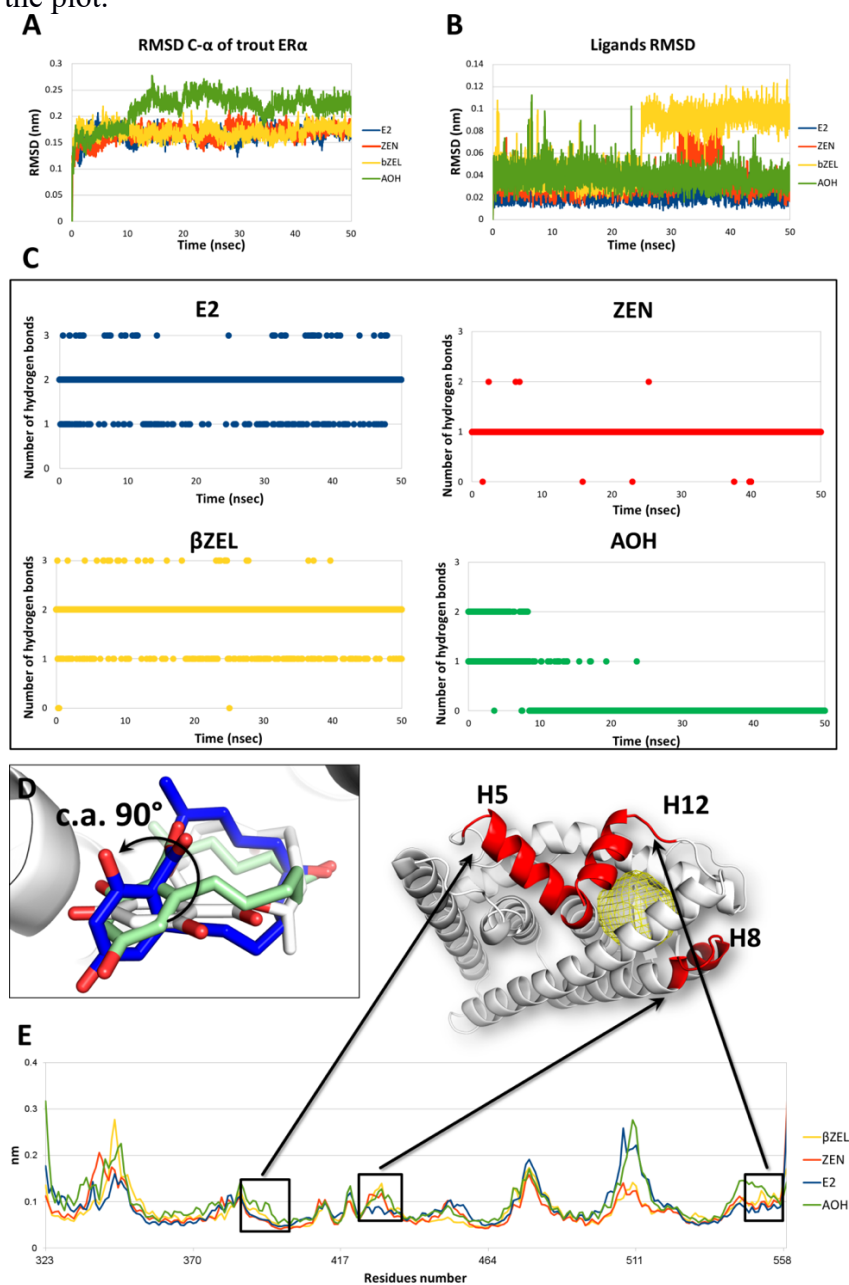 the plot.
A
RMSD C-α of trout ERα
RMSD (nm)
0.3
0.25
0.2
0.15
0.1
0.05
0
0 10 20 30 40 50
Time (nsec)
E2
ZEN
bZEL
AOH
B
Ligands RMSD
RMSD (nm)
0.14
0.12
0.1
0.08
0.06
0.04
0.02
0
0 10 20 30 40 50
Time (nsec)
E2
ZEN
bZEL
AOH
C
E2
Number of hydrogen bonds
3
2
1
0
0 10 20 30 40 50
Time (nsec)
ZEN
Number of hydrogen bonds
3
2
1
0
0 10 20 30 40 50
Time (nsec)
βZEL
Number of hydrogen bonds
3
2
1
0
0 10 20 30 40 50
Time (nsec)
AOH
Number of hydrogen bonds
3
2
1
0
0 10 20 30 40 50
Time (nsec)
D
c.a. 90°
H5
H12
H8
E
nm
0.4
0.3
0.2
0.1
0
323 370 417 464 511 558
Residues number
βZEL
ZEN
E2
AOH